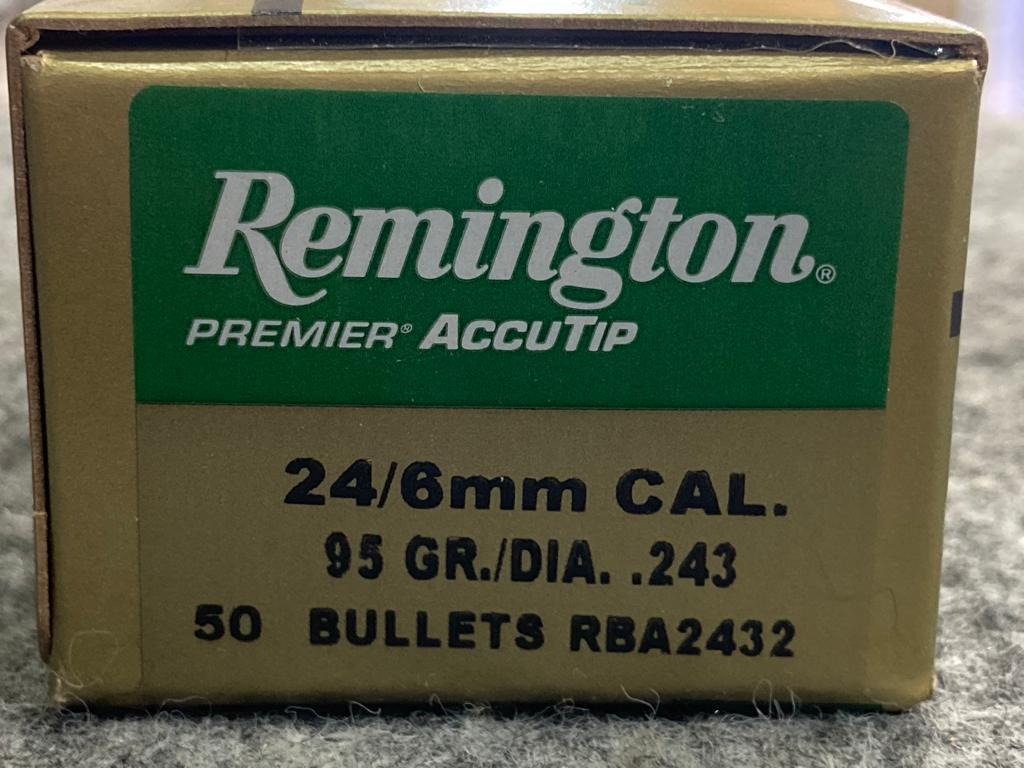 Remington®
PREMIER® ACCUTIP
24/6mm CAL.
95 GR./DIA. .243
50 BULLETS RBA2432